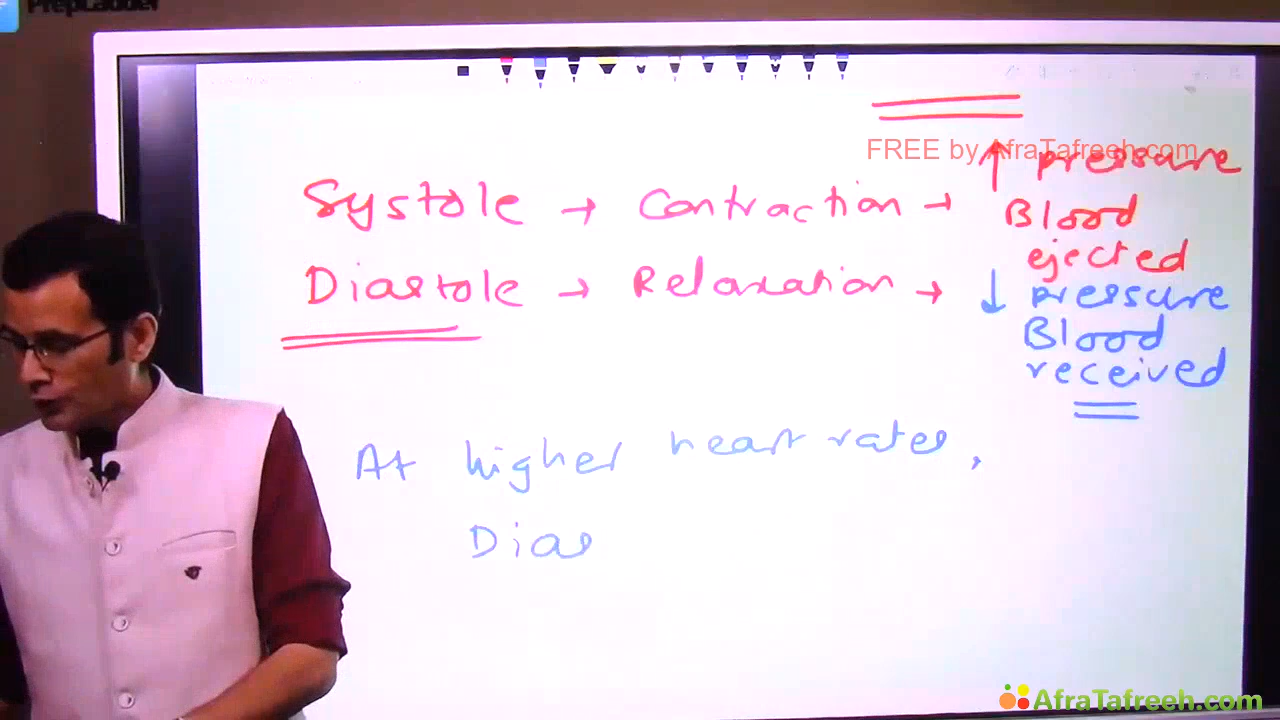 PrepLadder
FREE by AfraTafreeh.com
Systole → Contraction → ↑ pressure
Blood
ejected
Diastole → Relaxation → ↓ pressure
Blood
received
At higher heart rates,
Dias
AfraTafreeh.com